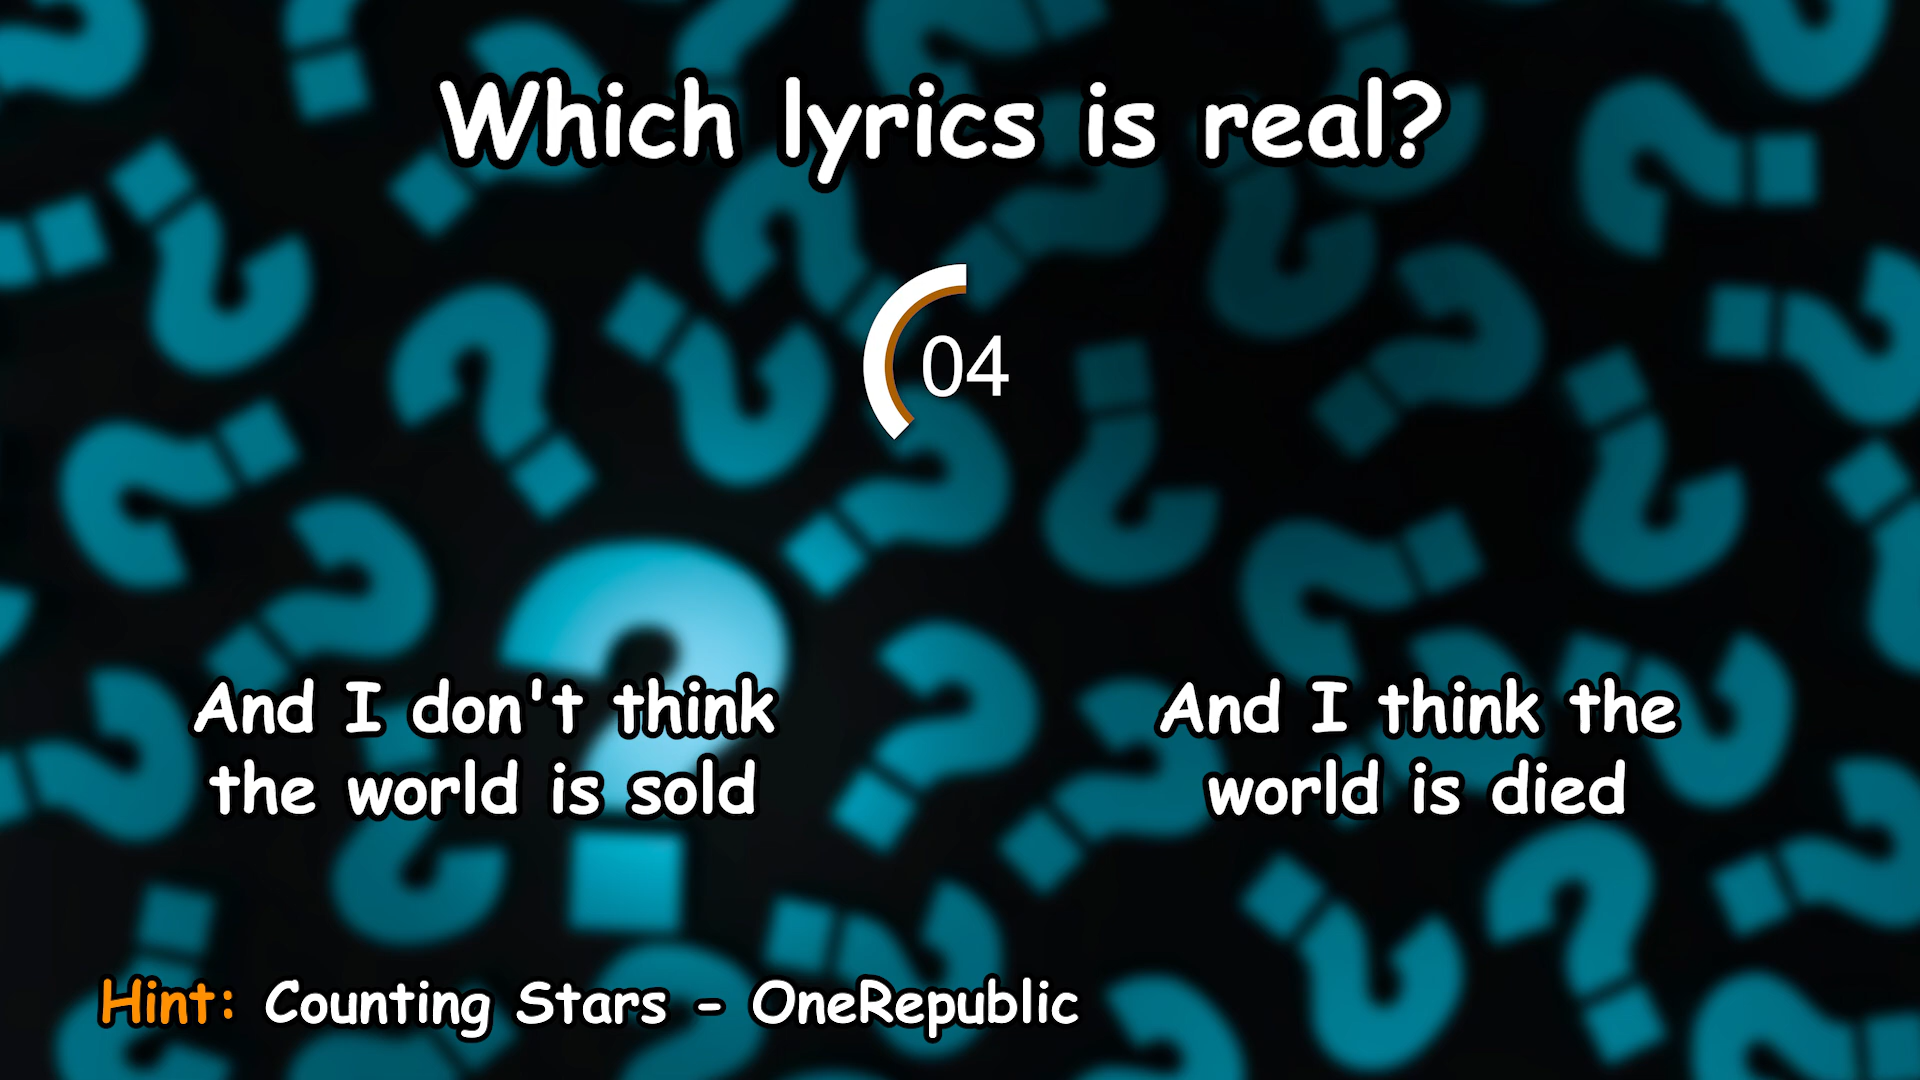 Which lyrics is real?
04
And I don't think
the world is sold
And I think the
world is died
Hint: Counting Stars - OneRepublic